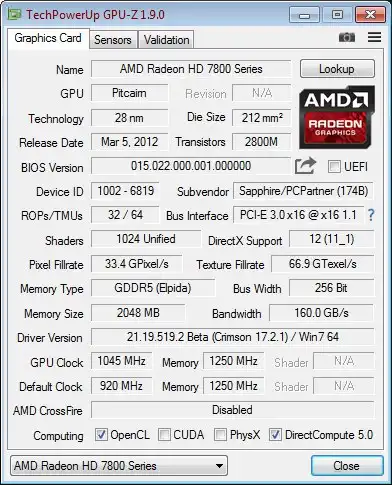 TechPowerUp GPU-Z 1.9.0
Graphics Card Sensors Validation
Name AMD Radeon HD 7800 Series Lookup
GPU Pitcairn Revision N/A
AMD RADEON GRAPHICS
Technology 28 nm Die Size 212 mm²
Release Date Mar 5, 2012 Transistors 2800M
BIOS Version 015.022.000.001.000000 UEFI
Device ID 1002 - 6819 Subvendor Sapphire/PCPartner (174B)
ROPs/TMUs 32 / 64 Bus Interface PCI-E 3.0 x16 @ x16 1.1 ?
Shaders 1024 Unified DirectX Support 12 (11_1)
Pixel Fillrate 33.4 GPixel/s Texture Fillrate 66.9 GTexel/s
Memory Type GDDR5 (Elpida) Bus Width 256 Bit
Memory Size 2048 MB Bandwidth 160.0 GB/s
Driver Version 21.19.519.2 Beta (Crimson 17.2.1) / Win7 64
GPU Clock 1045 MHz Memory 1250 MHz Shader N/A
Default Clock 920 MHz Memory 1250 MHz Shader N/A
AMD CrossFire Disabled
Computing OpenCL CUDA PhysX DirectCompute 5.0
AMD Radeon HD 7800 Series Close